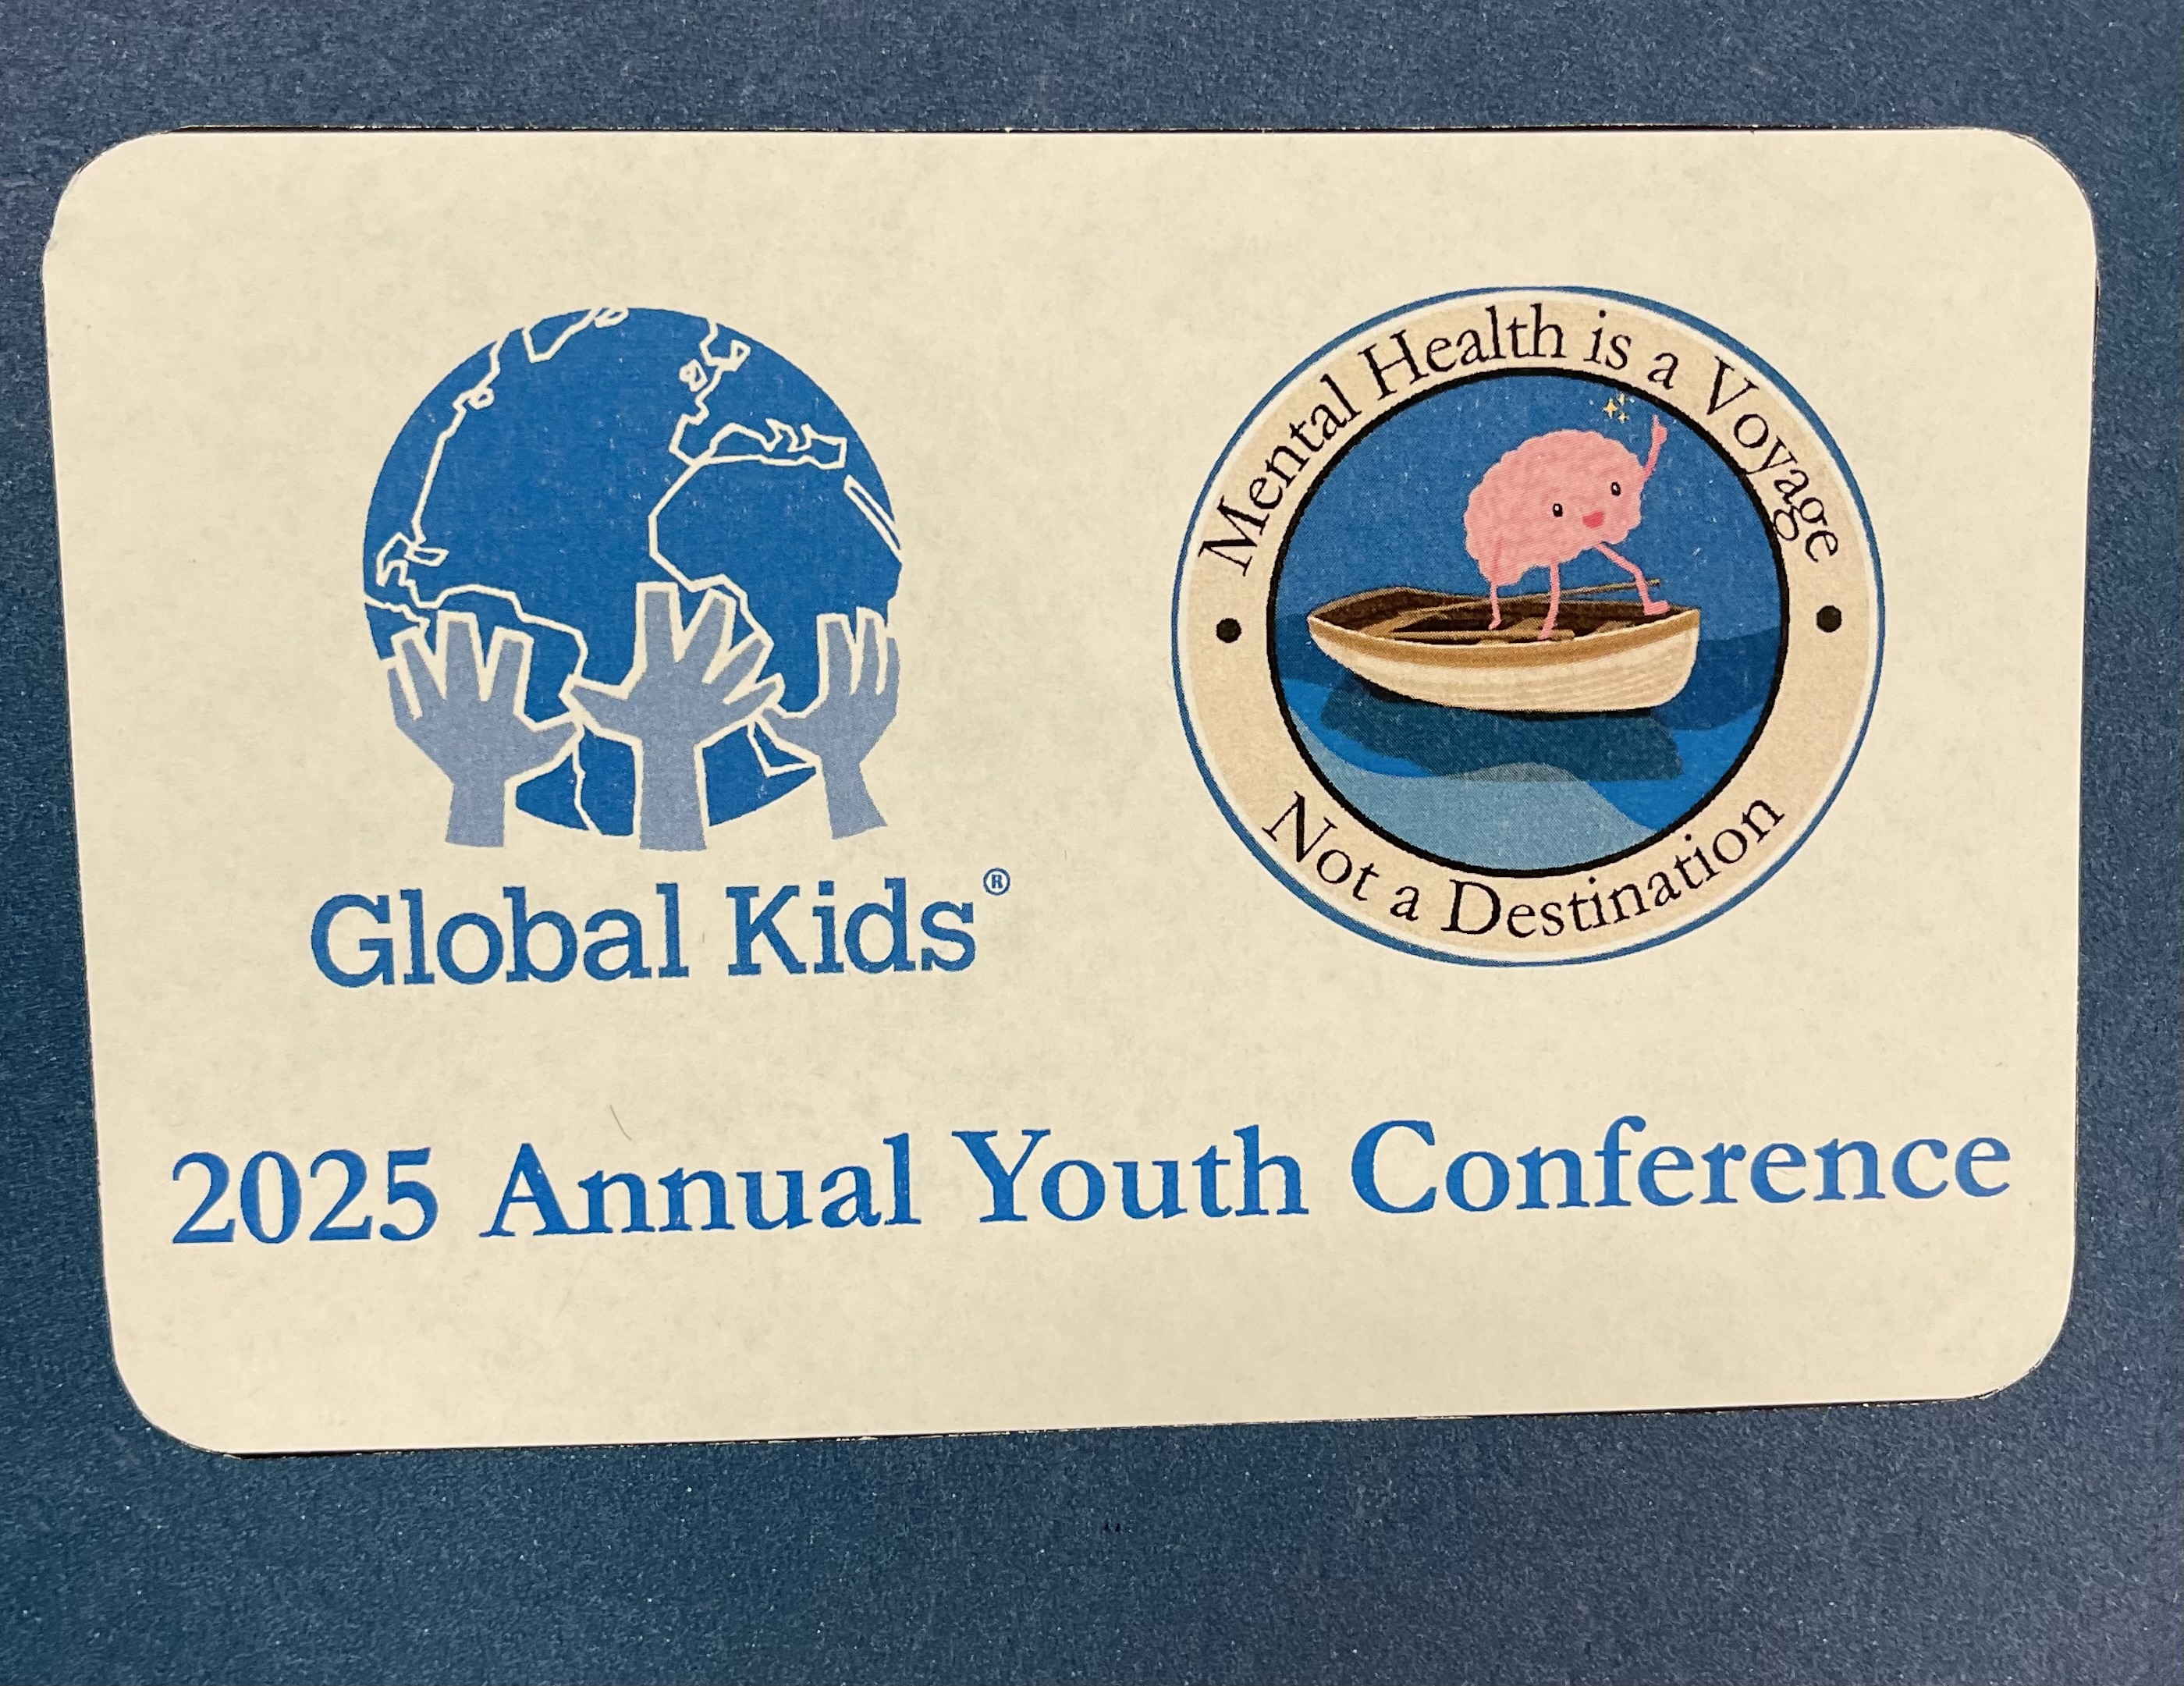 Global Kids®
Mental Health is a Voyage
Not a Destination
2025 Annual Youth Conference